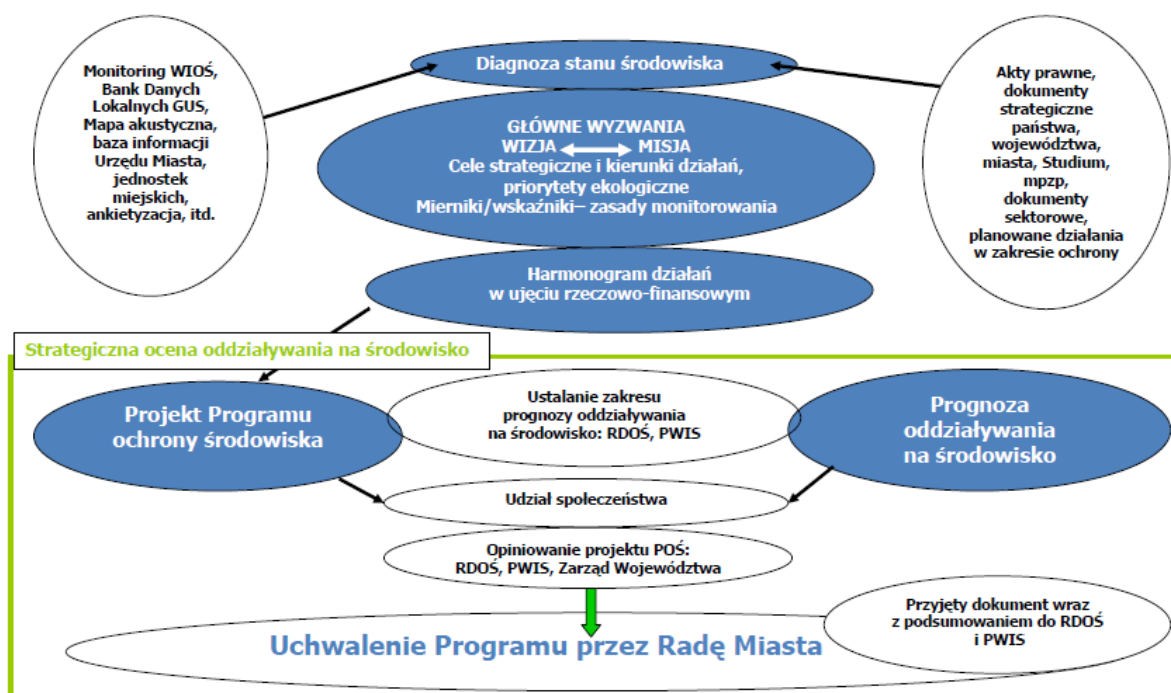 Diagnoza stanu środowiska
Monitoring WIOŚ,
Bank Danych
Lokalnych GUS,
Mapa akustyczna,
baza informacji
Urzędu Miasta,
jednostek
miejskich,
ankietyzacja, itd.
Akty prawne,
dokumenty
strategiczne
państwa,
województwa,
miasta, Studium,
mpzp,
dokumenty
sektorowe,
planowane działania
w zakresie ochrony
GŁÓWNE WYZWANIA
WIZJA MISJA
Cele strategiczne i kierunki działań,
priorytety ekologiczne
Mierniki/wskaźniki– zasady monitorowania
Harmonogram działań
w ujęciu rzeczowo-finansowym
Strategiczna ocena oddziaływania na środowisko
Projekt Programu
ochrony środowiska
Ustalanie zakresu
prognozy oddziaływania
na środowisko: RDOŚ, PWIS
Prognoza
oddziaływania
na środowisko
Udział społeczeństwa
Opiniowanie projektu POŚ:
RDOŚ, PWIS, Zarząd Województwa
Przyjęty dokument wraz
z podsumowaniem do RDOŚ
i PWIS
Uchwalenie Programu przez Radę Miasta